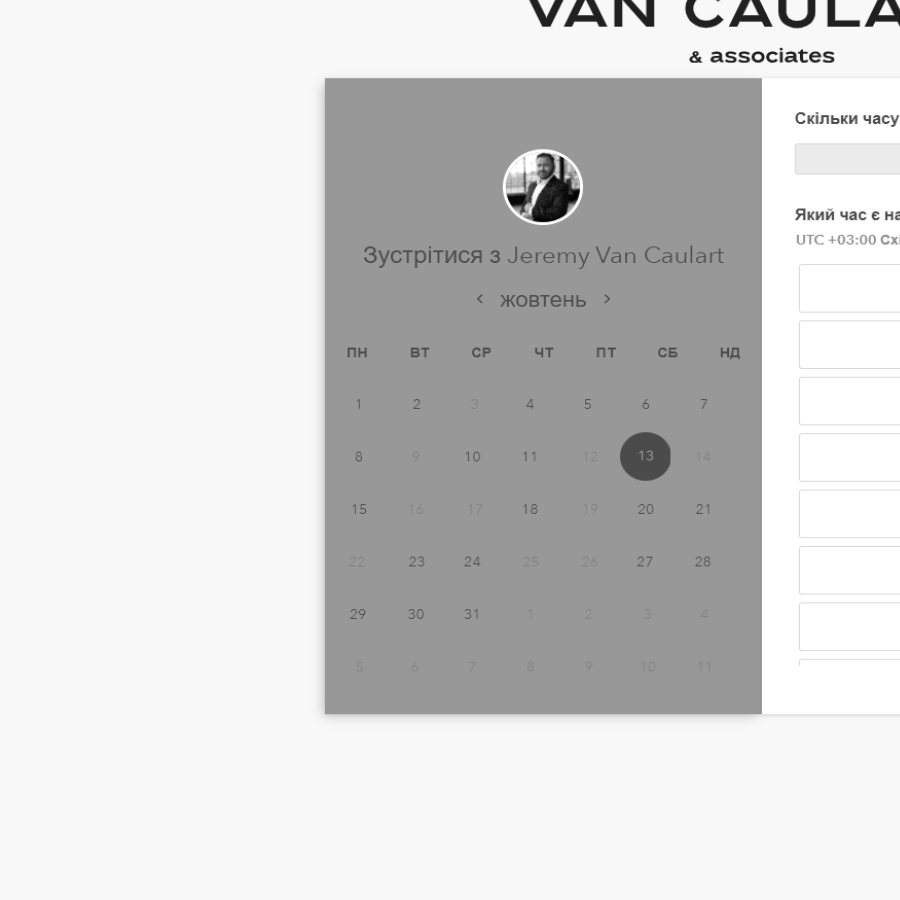 VAN CAULA
& associates
Зустрітися з Jeremy Van Caulart
жовтень
ПН ВТ СР ЧТ ПТ СБ НД
1 2 3 4 5 6 7
8 9 10 11 12 13 14
15 16 17 18 19 20 21
22 23 24 25 26 27 28
29 30 31 1 2 3 4
5 6 7 8 9 10 11
Скільки часу
Який час є на
UTC +03:00 Схі